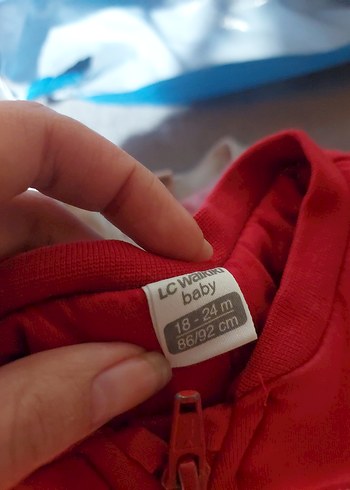 LC Waikiki
baby
18 - 24 m
86/92 cm